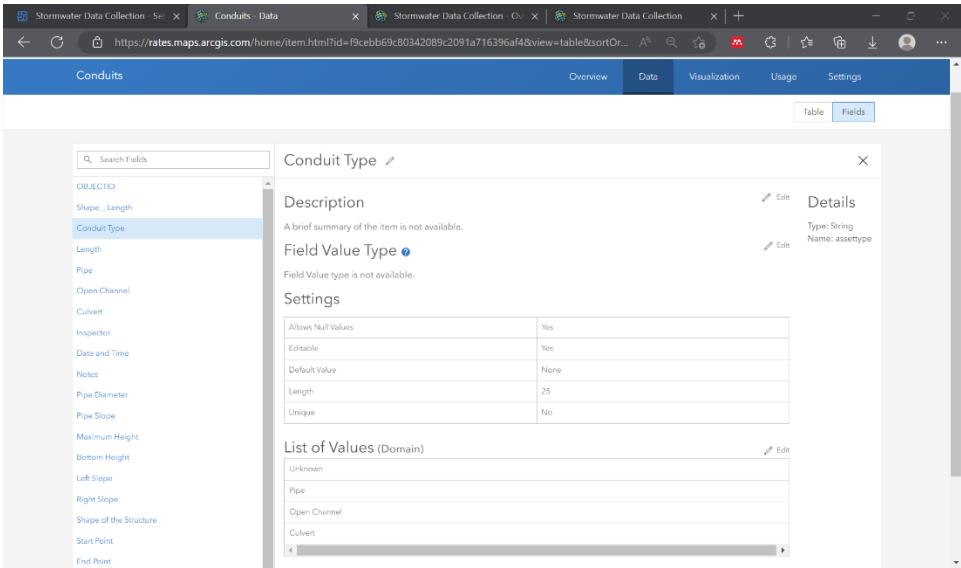 Stormwater Data Collection - Se
Conduits - Data
Stormwater Data Collection - Ov
Stormwater Data Collection
https://rates.maps.arcgis.com/home/item.html?id=f9cebb69c80342089c2091a716396af4&view=table&sortOr...
Conduits
Overview
Data
Visualization
Usage
Settings
Table
Fields
Search Fields
OBJECTID
Shape__Length
Conduit Type
Length
Pipe
Open Channel
Culvert
Inspector
Date and Time
Notes
Pipe Diameter
Pipe Slope
Maximum Height
Bottom Height
Left Slope
Right Slope
Shape of the Structure
Start Point
End Point
Conduit Type
Description
Edit
A brief summary of the item is not available.
Field Value Type
Edit
Field Value type is not available.
Settings
Allows Null Values Yes
Editable Yes
Default Value None
Length 25
Unique No
List of Values (Domain)
Edit
Unknown
Pipe
Open Channel
Culvert
Details
Type: String
Name: assettype